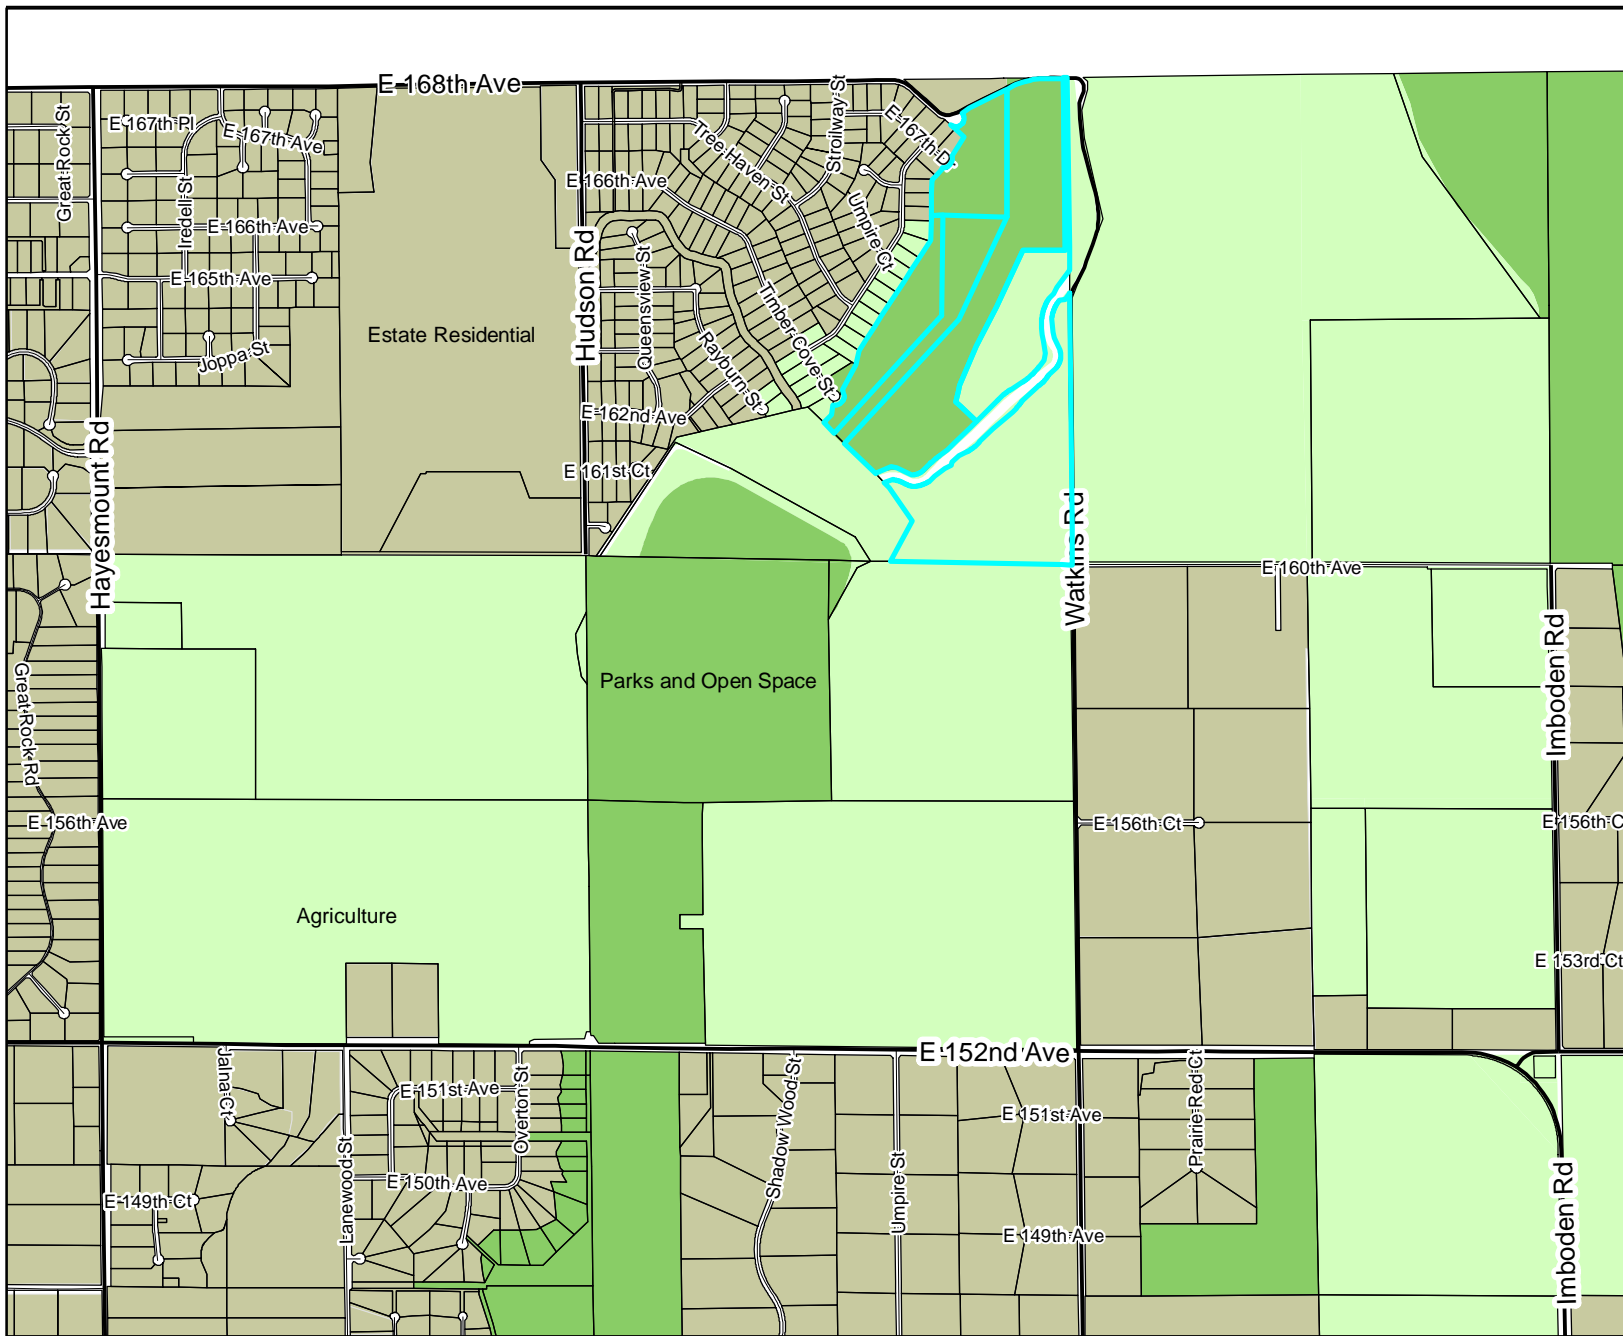 E 168th Ave
Great Rock St
E 167th Pl
E 167th Ave
Iredell St
E 166th Ave
E 165th Ave
Joppa St
Estate Residential
Hudson Rd
E 166th Ave
Tree Haven St
Stroilway St
E 167th Dr
Umpire Ct
Queensview St
Timber Cove St
Rayburn St
E 162nd Ave
E 161st Ct
Hayesmount Rd
Watkins Rd
E 160th Ave
Imboden Rd
Great Rock Rd
Parks and Open Space
E 156th Ave
E 156th Ct
E 156th C
Agriculture
E 153rd Ct
E 152nd Ave
Jalna Ct
Lanewood St
E 151st Ave
Overton St
E 150th Ave
E 149th Ct
Shadow Wood St
Umpire St
E 151st Ave
E 149th Ave
Prairie Red Ct
Imboden Rd